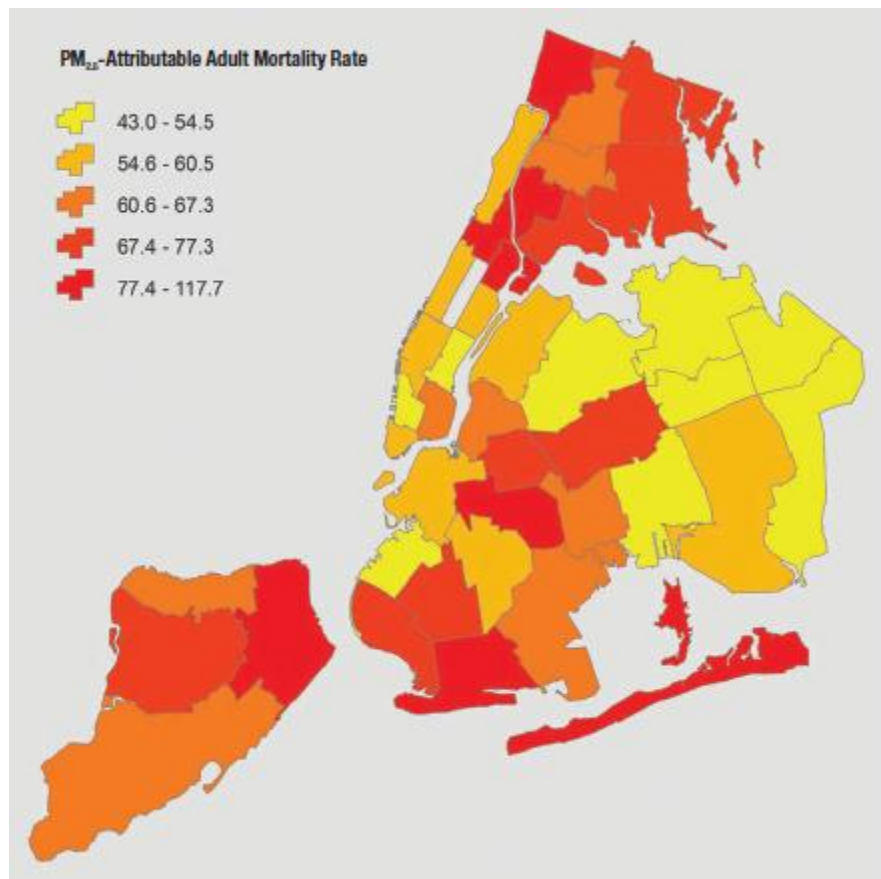 PM₂.₅-Attributable Adult Mortality Rate
43.0 - 54.5
54.6 - 60.5
60.6 - 67.3
67.4 - 77.3
77.4 - 117.7